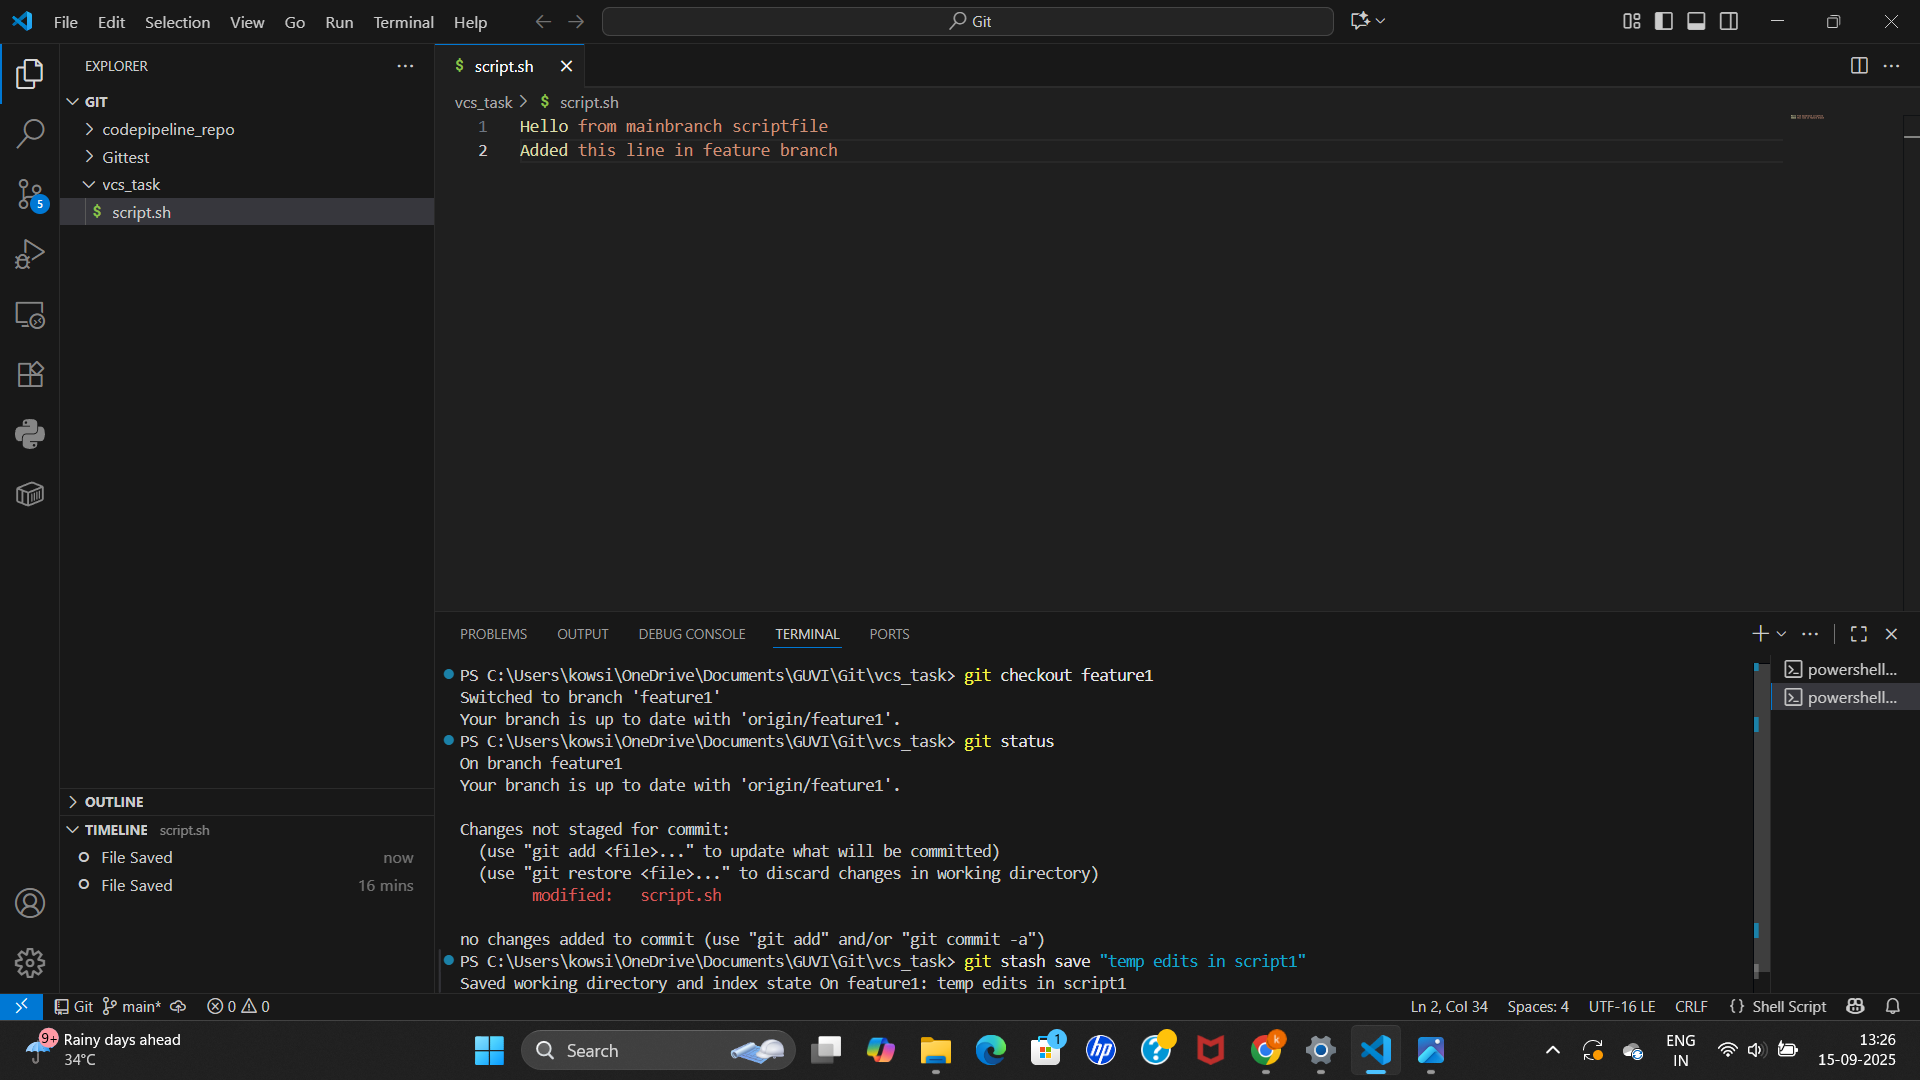 File Edit Selection View Go Run Terminal Help
Git
EXPLORER
GIT
codepipeline_repo
Gittest
vcs_task
script.sh
5
OUTLINE
TIMELINE script.sh
File Saved now
File Saved 16 mins
script.sh
vcs_task > script.sh
1 Hello from mainbranch scriptfile
2 Added this line in feature branch
PROBLEMS OUTPUT DEBUG CONSOLE TERMINAL PORTS
PS C:\Users\kowsi\OneDrive\Documents\GUVI\Git\vcs_task> git checkout feature1
Switched to branch 'feature1'
Your branch is up to date with 'origin/feature1'.
PS C:\Users\kowsi\OneDrive\Documents\GUVI\Git\vcs_task> git status
On branch feature1
Your branch is up to date with 'origin/feature1'.
Changes not staged for commit:
(use "git add <file>..." to update what will be committed)
(use "git restore <file>..." to discard changes in working directory)
modified: script.sh
no changes added to commit (use "git add" and/or "git commit -a")
PS C:\Users\kowsi\OneDrive\Documents\GUVI\Git\vcs_task> git stash save "temp edits in script1"
Saved working directory and index state On feature1: temp edits in script1
powershell...
powershell...
Git main* 0 0
Ln 2, Col 34 Spaces: 4 UTF-16 LE CRLF {} Shell Script
9+
Rainy days ahead
34°C
Search
1
hp
k
ENG
IN
13:26
15-09-2025